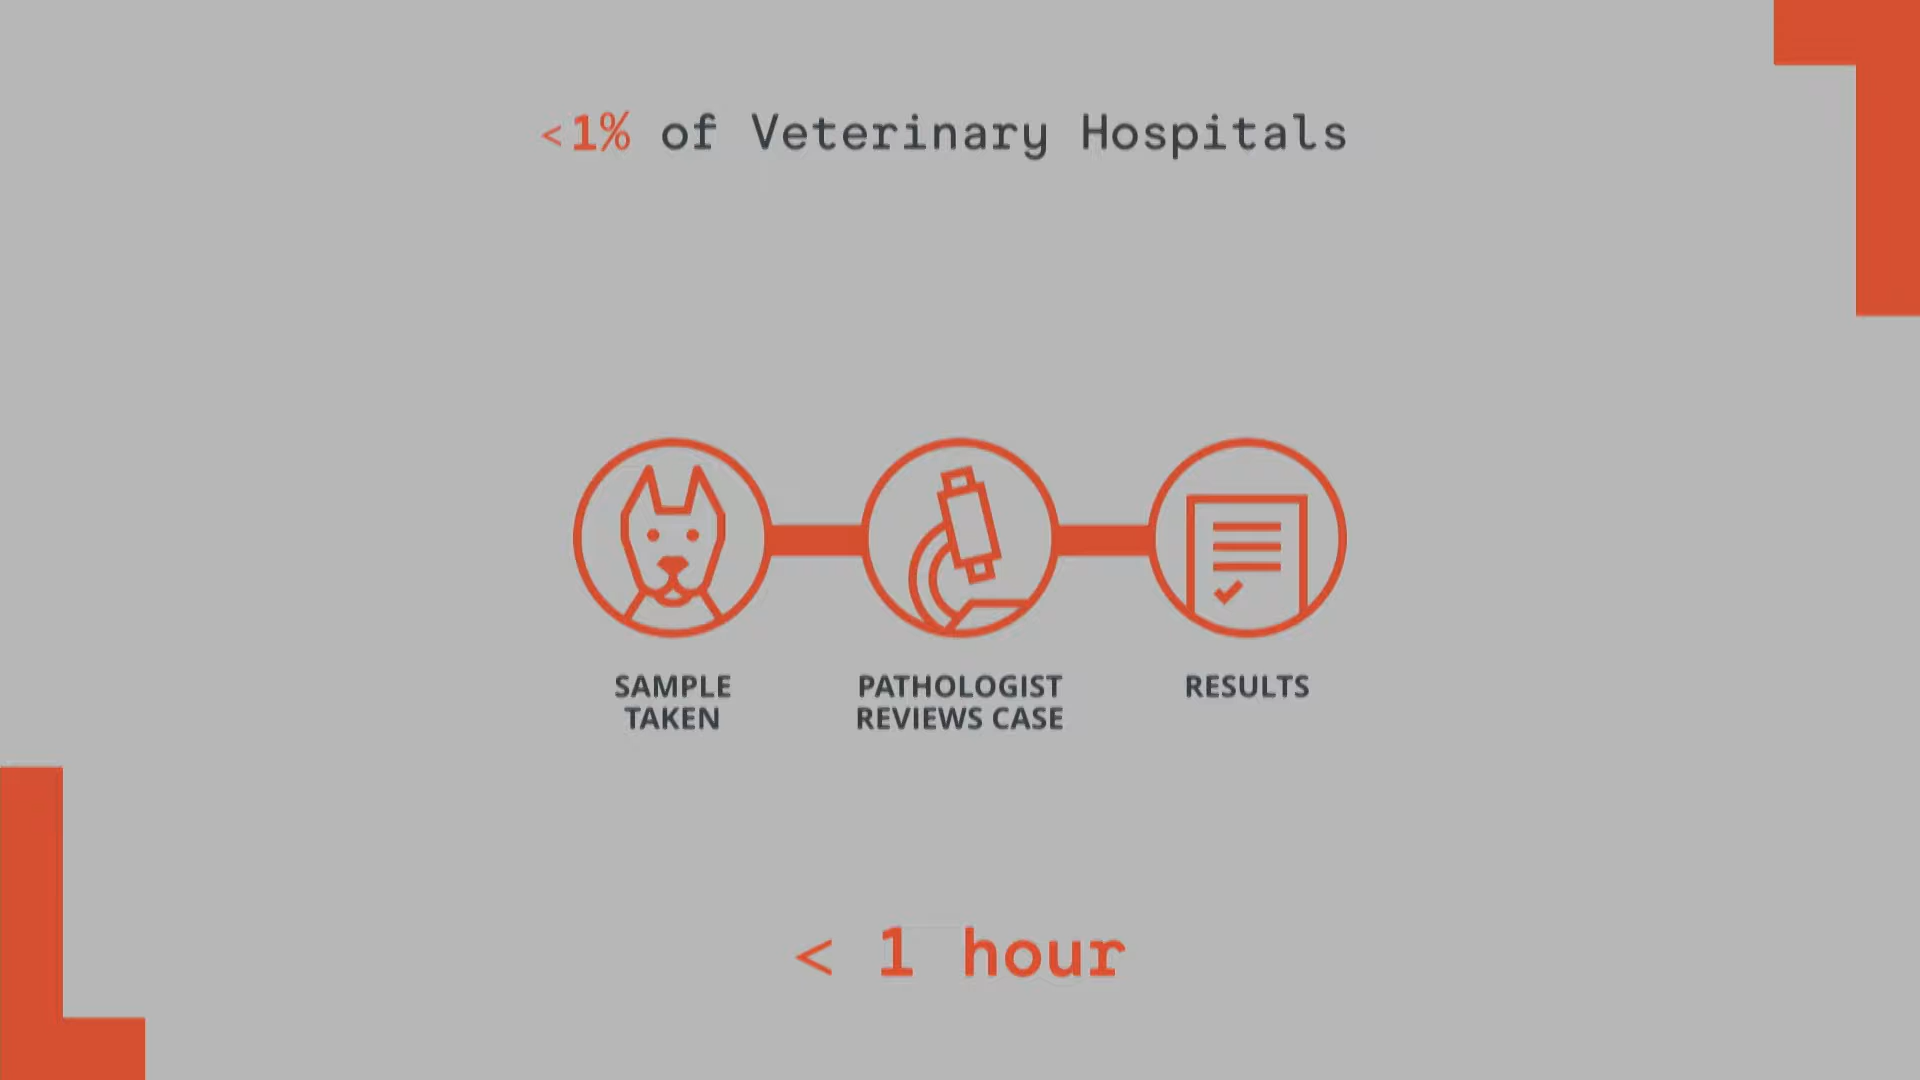 <1% of Veterinary Hospitals
SAMPLE
TAKEN
PATHOLOGIST
REVIEWS CASE
RESULTS
< 1 hour